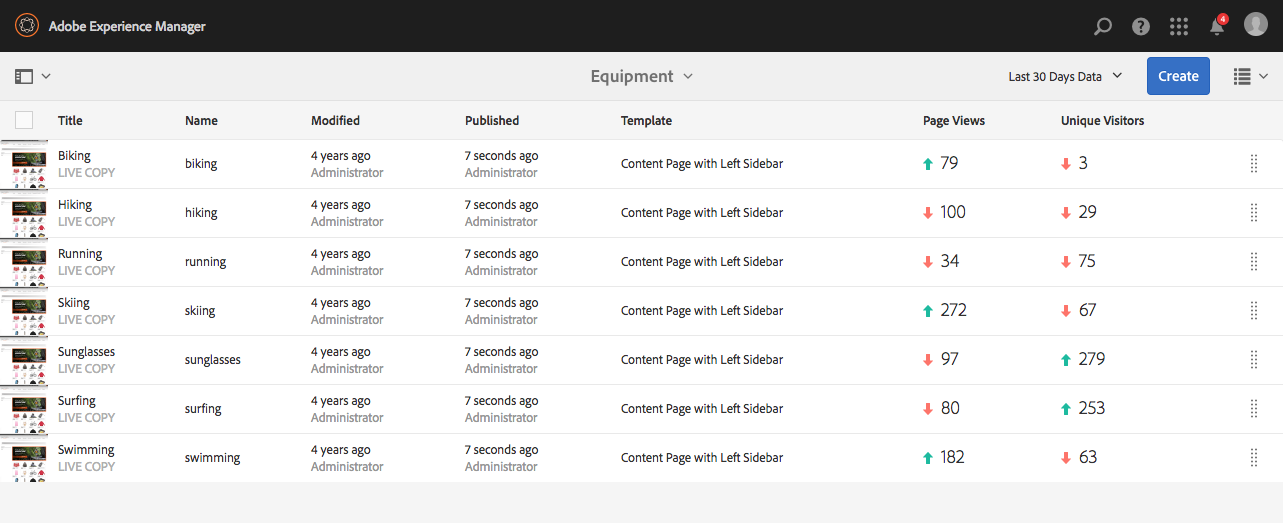 Adobe Experience Manager
4
Equipment
Last 30 Days Data
Create
Title Name Modified Published Template Page Views Unique Visitors
Biking
LIVE COPY
biking
4 years ago
Administrator
7 seconds ago
Administrator
Content Page with Left Sidebar
79
3
Hiking
LIVE COPY
hiking
4 years ago
Administrator
7 seconds ago
Administrator
Content Page with Left Sidebar
100
29
Running
LIVE COPY
running
4 years ago
Administrator
7 seconds ago
Administrator
Content Page with Left Sidebar
34
75
Skiing
LIVE COPY
skiing
4 years ago
Administrator
7 seconds ago
Administrator
Content Page with Left Sidebar
272
67
Sunglasses
LIVE COPY
sunglasses
4 years ago
Administrator
7 seconds ago
Administrator
Content Page with Left Sidebar
97
279
Surfing
LIVE COPY
surfing
4 years ago
Administrator
7 seconds ago
Administrator
Content Page with Left Sidebar
80
253
Swimming
LIVE COPY
swimming
4 years ago
Administrator
7 seconds ago
Administrator
Content Page with Left Sidebar
182
63